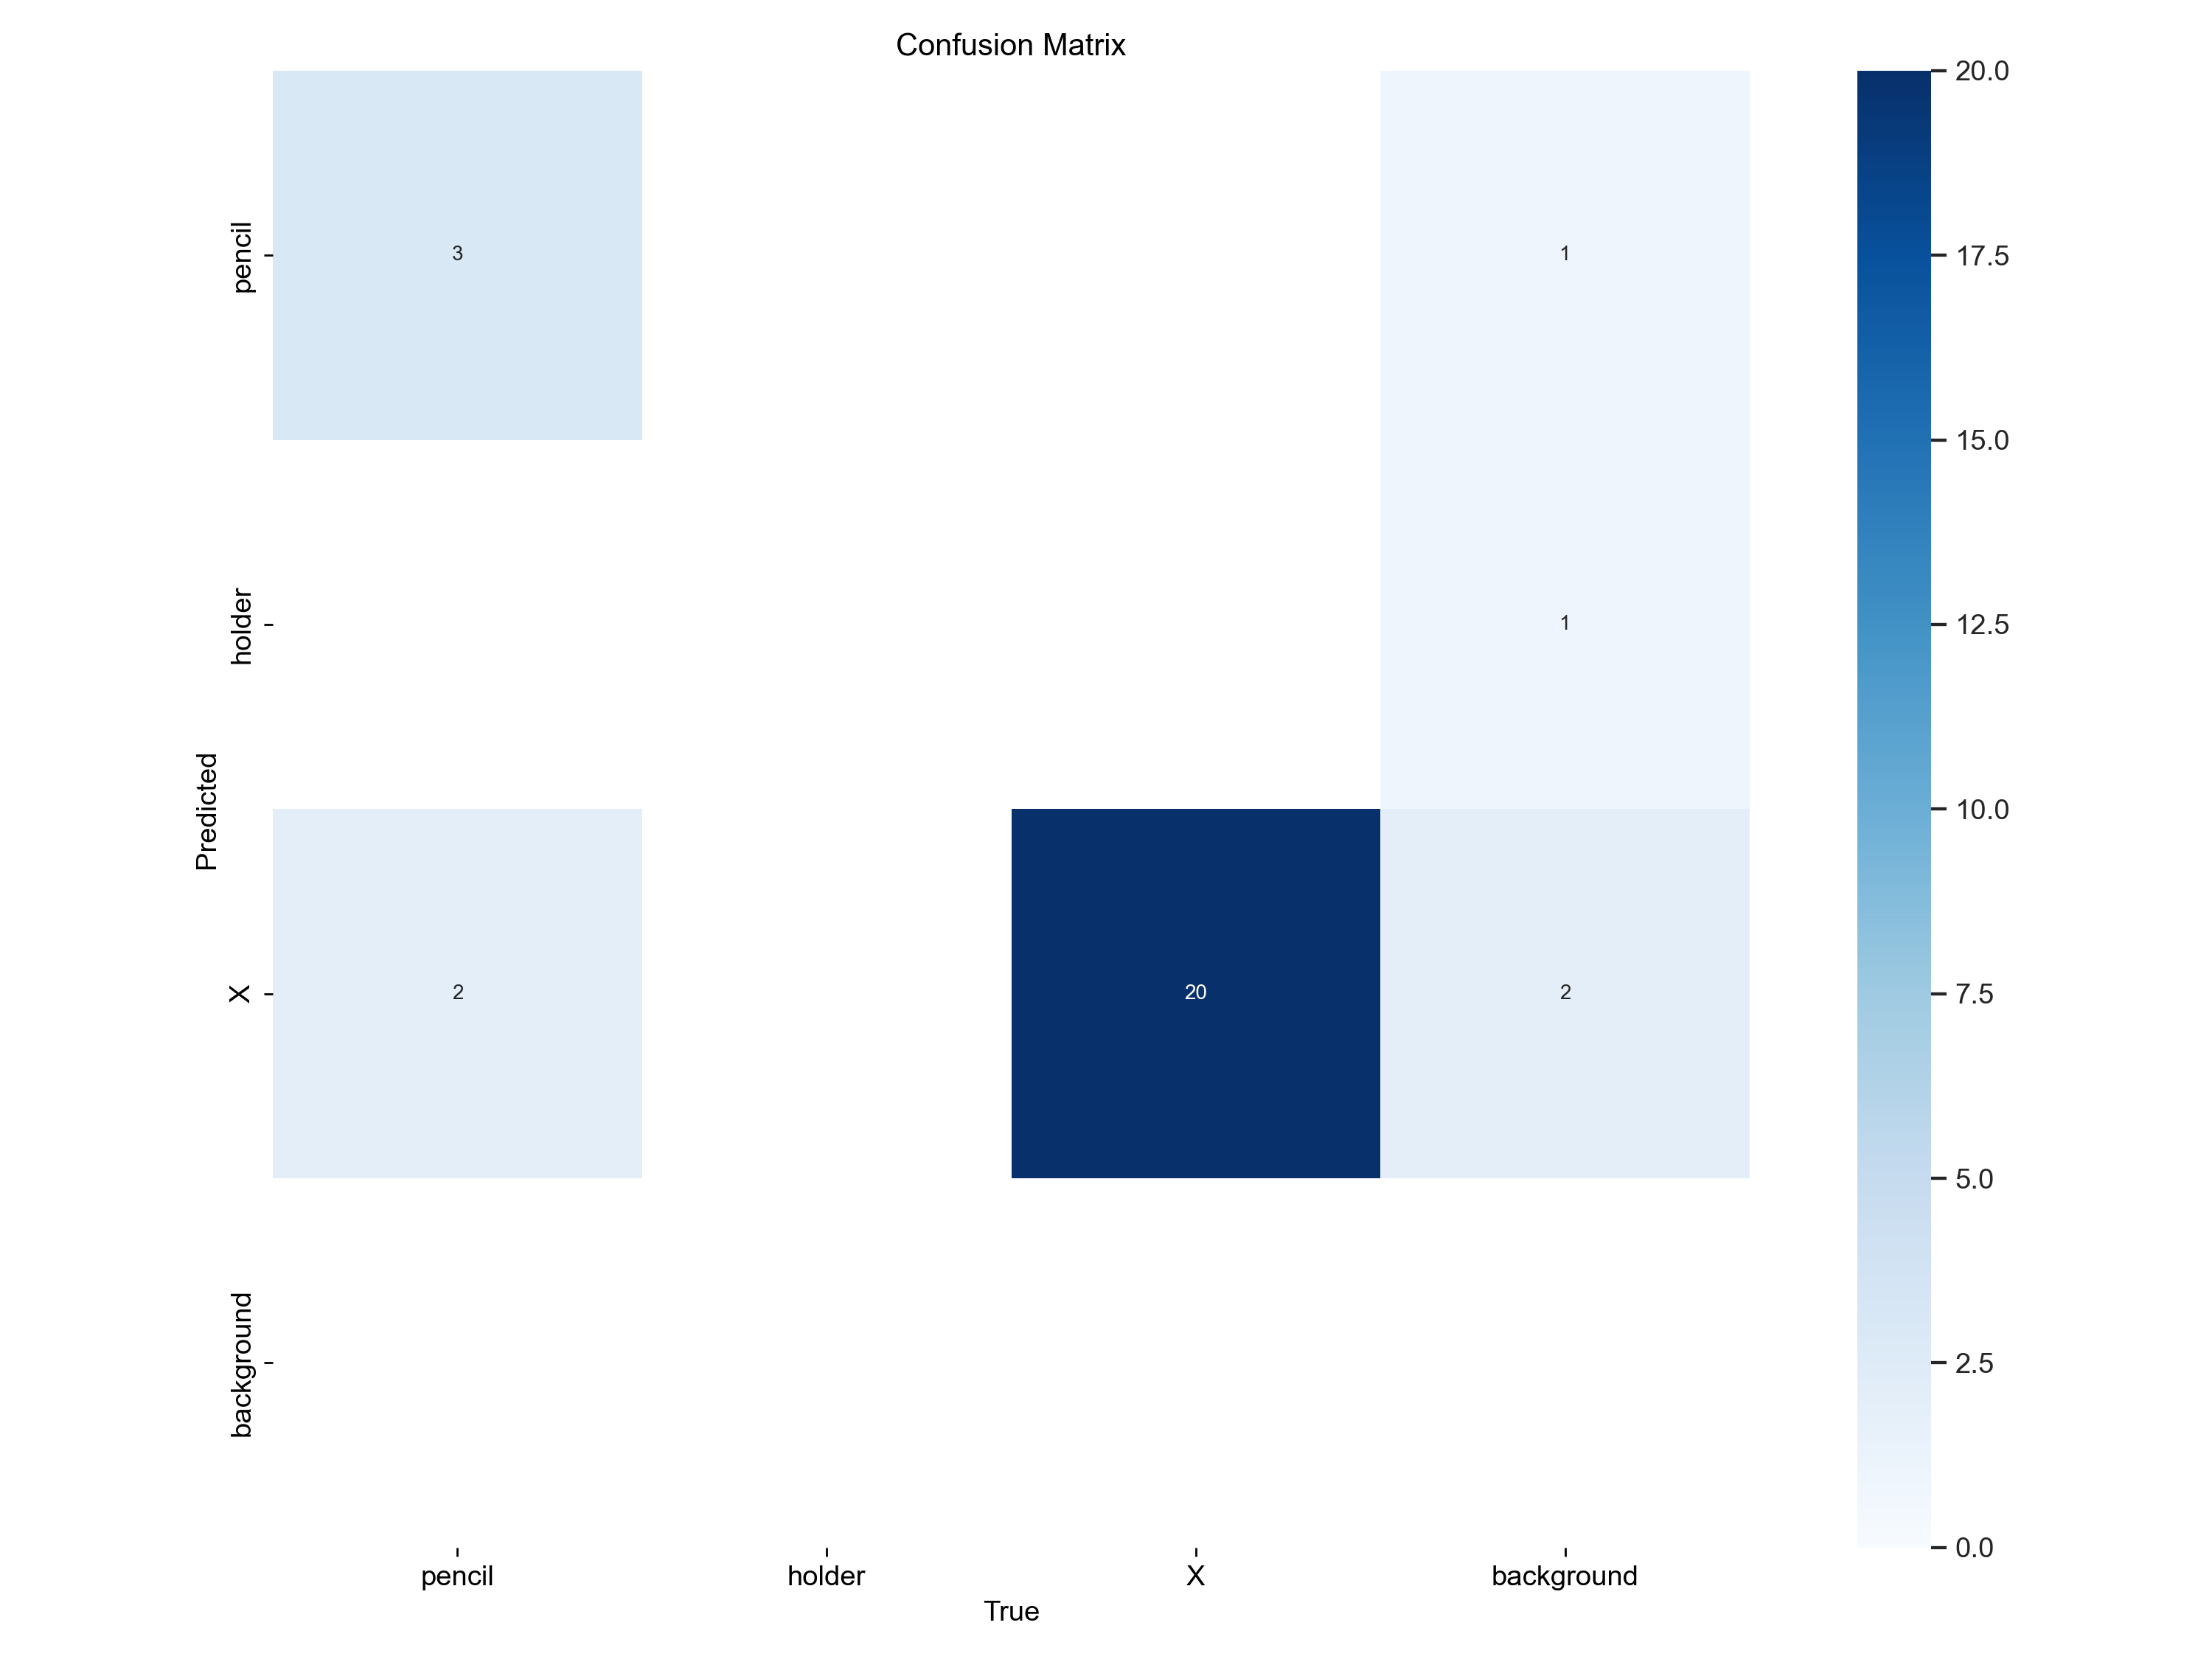 Confusion Matrix
20.0
17.5
15.0
12.5
10.0
7.5
5.0
2.5
0.0
Predicted
pencil
holder
X
background
3
1
1
2
20
2
pencil
holder
X
background
True